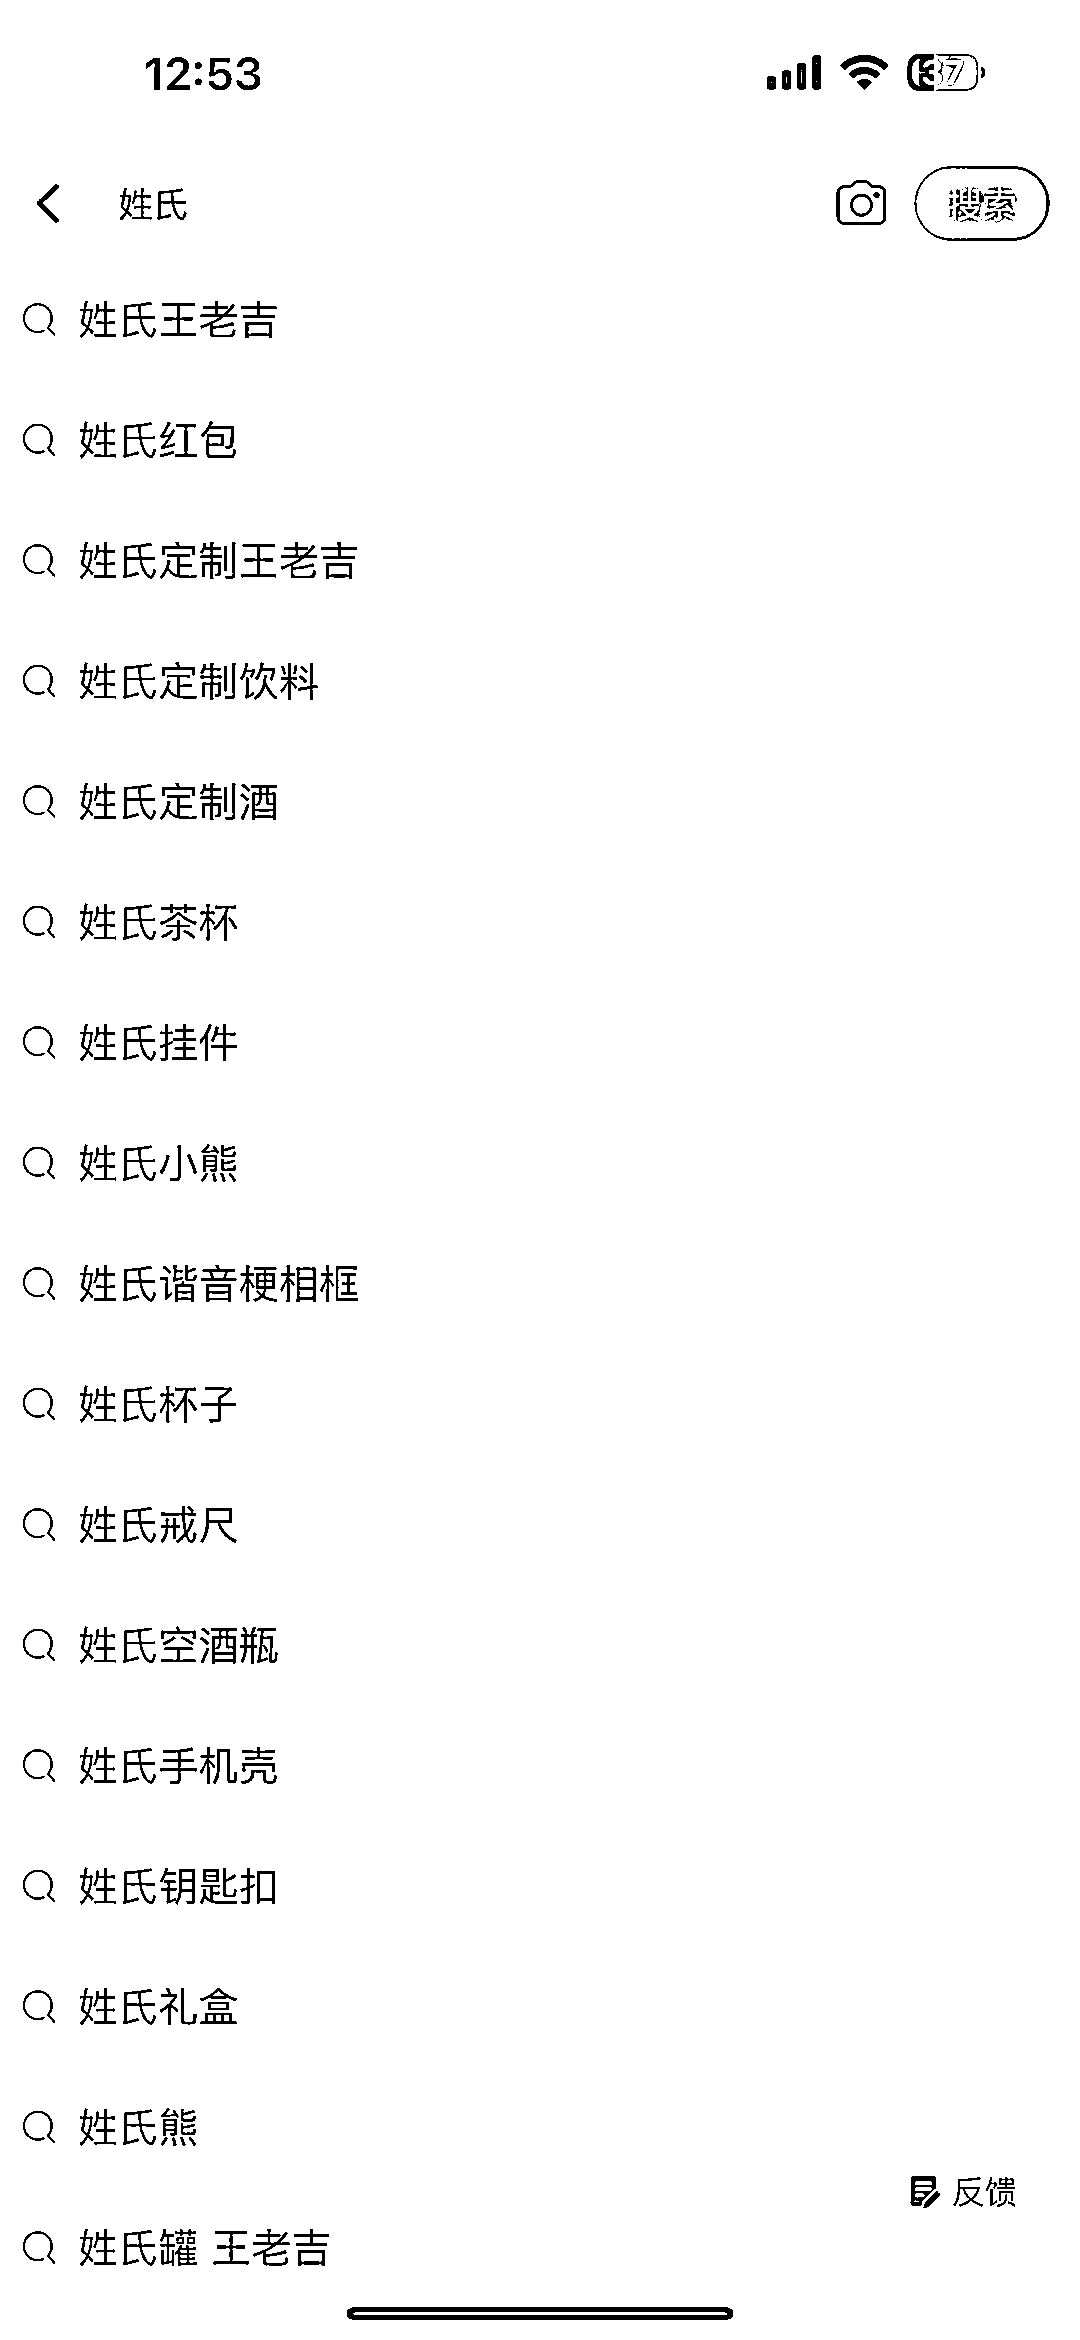 12:53
37
姓氏
搜索
姓氏王老吉
姓氏红包
姓氏定制王老吉
姓氏定制饮料
姓氏定制酒
姓氏茶杯
姓氏挂件
姓氏小熊
姓氏谐音梗相框
姓氏杯子
姓氏戒尺
姓氏空酒瓶
姓氏手机壳
姓氏钥匙扣
姓氏礼盒
姓氏熊
反馈
姓氏罐 王老吉